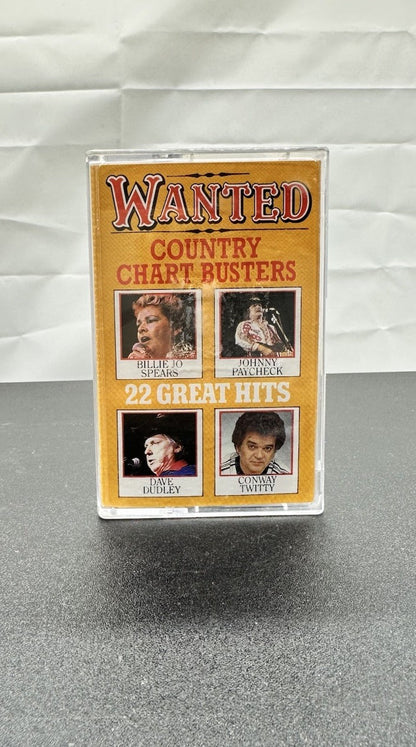 WANTED
COUNTRY
CHART BUSTERS
BILLIE JO
SPEARS
JOHNNY
PAYCHECK
22 GREAT HITS
DAVE
DUDLEY
CONWAY
TWITTY